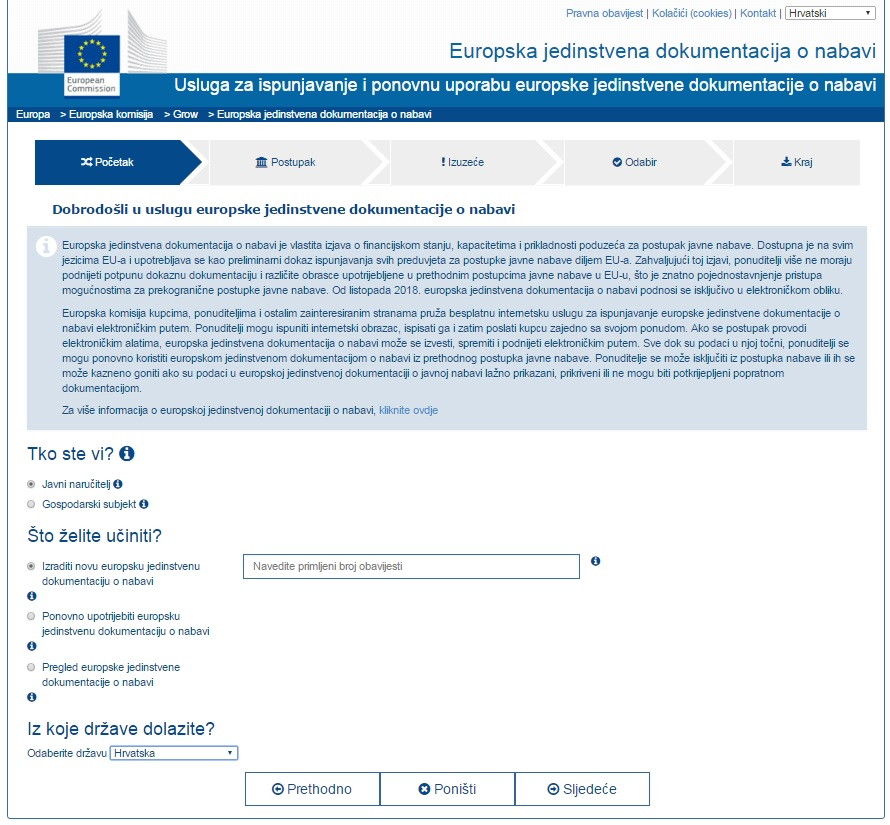 Pravna obavijest | Kolačići (cookies) | Kontakt | Hrvatski
Europska jedinstvena dokumentacija o nabavi
European
Commission
Usluga za ispunjavanje i ponovnu uporabu europske jedinstvene dokumentacije o nabavi
Europa > Europska komisija > Grow > Europska jedinstvena dokumentacija o nabavi
Početak
Postupak
Izuzeće
Odabir
Kraj
Dobrodošli u uslugu europske jedinstvene dokumentacije o nabavi
Europska jedinstvena dokumentacija o nabavi je vlastita izjava o financijskom stanju, kapacitetima i prikladnosti poduzeća za postupak javne nabave. Dostupna je na svim
jezicima EU-a i upotrebljava se kao preliminarni dokaz ispunjavanja svih preduvjeta za postupke javne nabave diljem EU-a. Zahvaljujući toj izjavi, ponuditelji više ne moraju
podnijeti potpunu dokaznu dokumentaciju i različite obrasce upotrijebljene u prethodnim postupcima javne nabave u EU-u, što je znatno pojednostavnjenje pristupa
mogućnostima za prekogranične postupke javne nabave. Od listopada 2018. europska jedinstvena dokumentacija o nabavi podnosi se isključivo u elektroničkom obliku.
Europska komisija kupcima, ponuditeljima i ostalim zainteresiranim stranama pruža besplatnu internetsku uslugu za ispunjavanje europske jedinstvene dokumentacije o
nabavi elektroničkim putem. Ponuditelji mogu ispuniti internetski obrazac, ispisati ga i zatim poslati kupcu zajedno sa svojom ponudom. Ako se postupak provodi
elektroničkim alatima, europska jedinstvena dokumentacija o nabavi može se izvesti, spremiti i podnijeti elektroničkim putem. Sve dok su podaci u njoj točni, ponuditelji se
mogu ponovno koristiti europskom jedinstvenom dokumentacijom o nabavi iz prethodnog postupka javne nabave. Ponuditelje se može isključiti iz postupka nabave ili ih se
može kazneno goniti ako su podaci u europskoj jedinstvenoj dokumentaciji o javnoj nabavi lažno prikazani, prikriveni ili ne mogu biti potkrijepljeni popratnom
dokumentacijom.
Za više informacija o europskoj jedinstvenoj dokumentaciji o nabavi, kliknite ovdje
Tko ste vi?
Javni naručitelj
Gospodarski subjekt
Što želite učiniti?
Izraditi novu europsku jedinstvenu
dokumentaciju o nabavi
Navedite primljeni broj obavijesti
Ponovno upotrijebiti europsku
jedinstvenu dokumentaciju o nabavi
Pregled europske jedinstvene
dokumentacije o nabavi
Iz koje države dolazite?
Odaberite državu Hrvatska
Prethodno
Poništi
Sljedeće